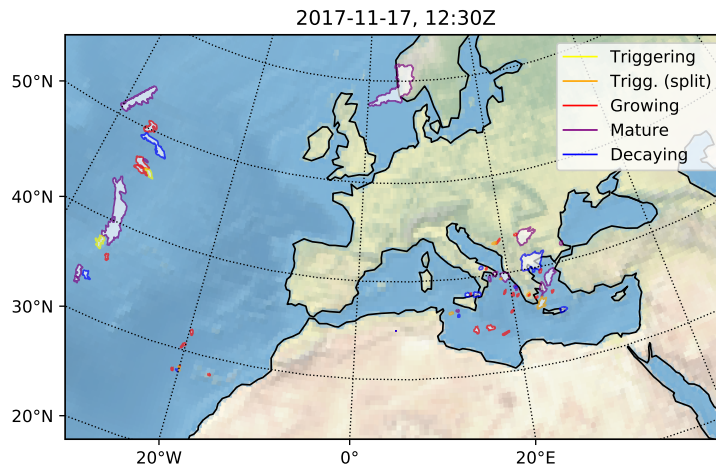 2017-11-17, 12:30Z
Triggering
Trigg. (split)
Growing
Mature
Decaying
50°N
40°N
30°N
20°N
20°W
0°
20°E